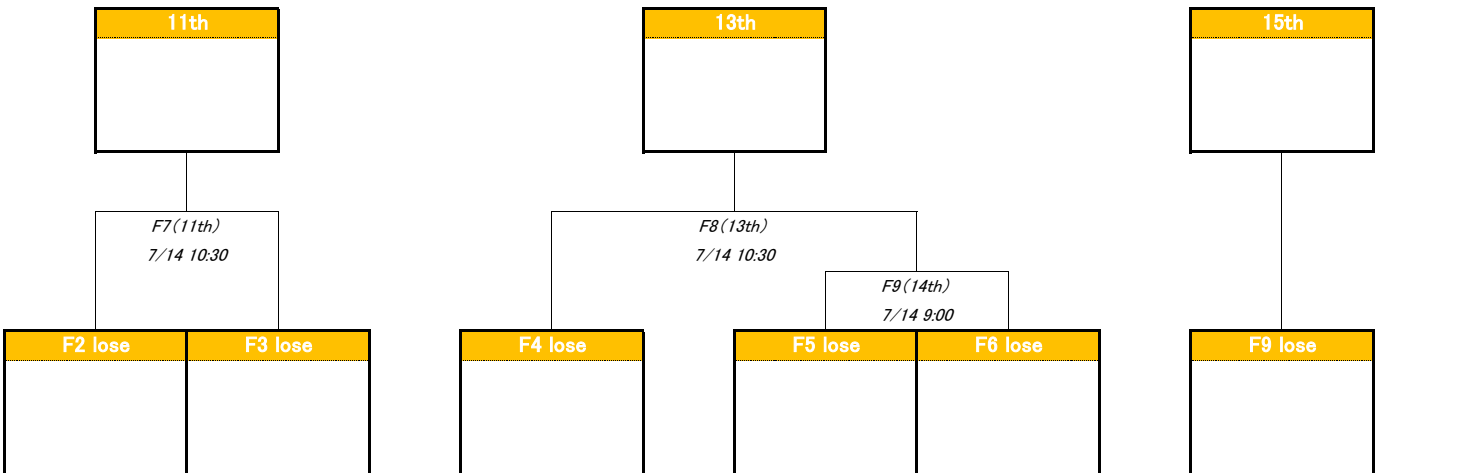 11th
13th
15th
F7（11th）
7/14 10:30
F8（13th）
7/14 10:30
F9（14th）
7/14 9:00
F2 lose
F3 lose
F4 lose
F5 lose
F6 lose
F9 lose